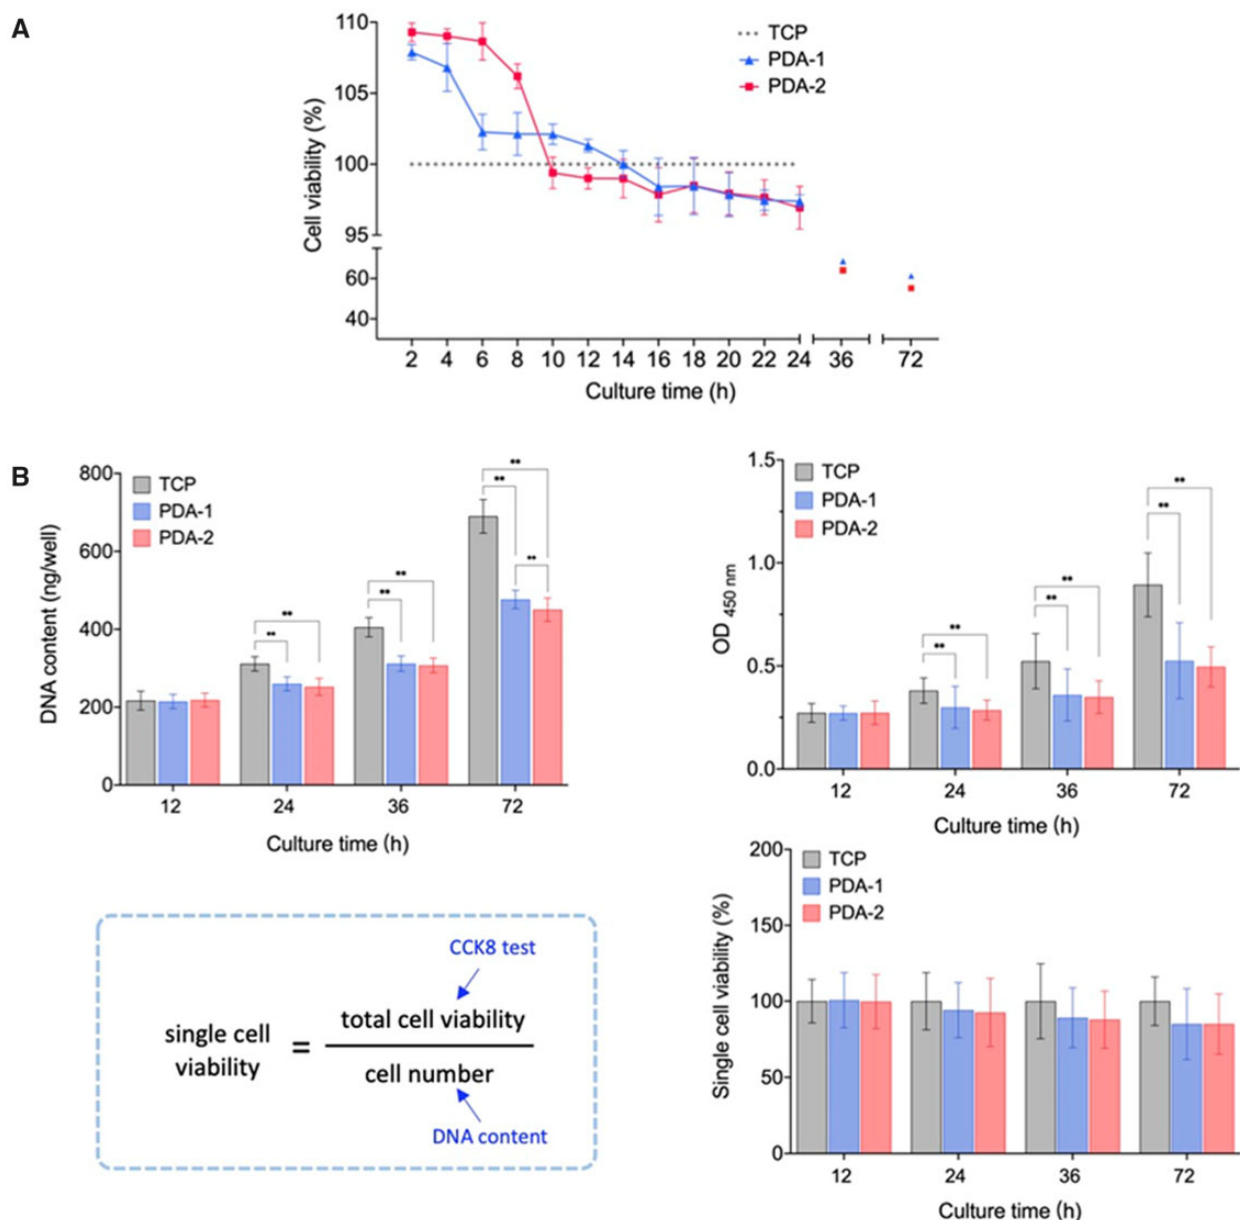 A
110
105
100
95
60
40
Cell viability (%)
TCP
PDA-1
PDA-2
2 4 6 8 10 12 14 16 18 20 22 24 36 72
Culture time (h)
B
800
600
400
200
0
DNA content (ng/well)
TCP
PDA-1
PDA-2
** ** ** ** ** ** **
12 24 36 72
Culture time (h)
1.5
1.0
0.5
0.0
OD 450 nm
TCP
PDA-1
PDA-2
** ** ** ** ** **
12 24 36 72
Culture time (h)
CCK8 test
single cell
viability
=
total cell viability
cell number
DNA content
200
150
100
50
0
Single cell viability (%)
TCP
PDA-1
PDA-2
12 24 36 72
Culture time (h)